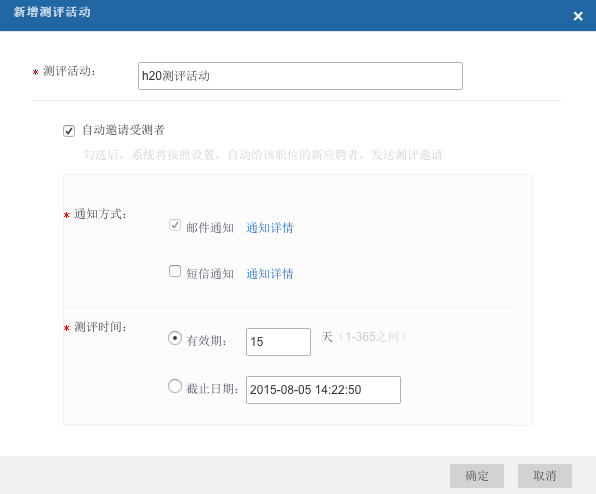 新增测评活动
* 测评活动： h20测评活动
自动邀请受测者
勾选后，系统将按照设置，自动给该职位的新应聘者，发送测评邀请
* 通知方式：
邮件通知 通知详情
短信通知 通知详情
* 测评时间：
有效期： 15 天（1-365之间）
截止日期： 2015-08-05 14:22:50
确定 取消